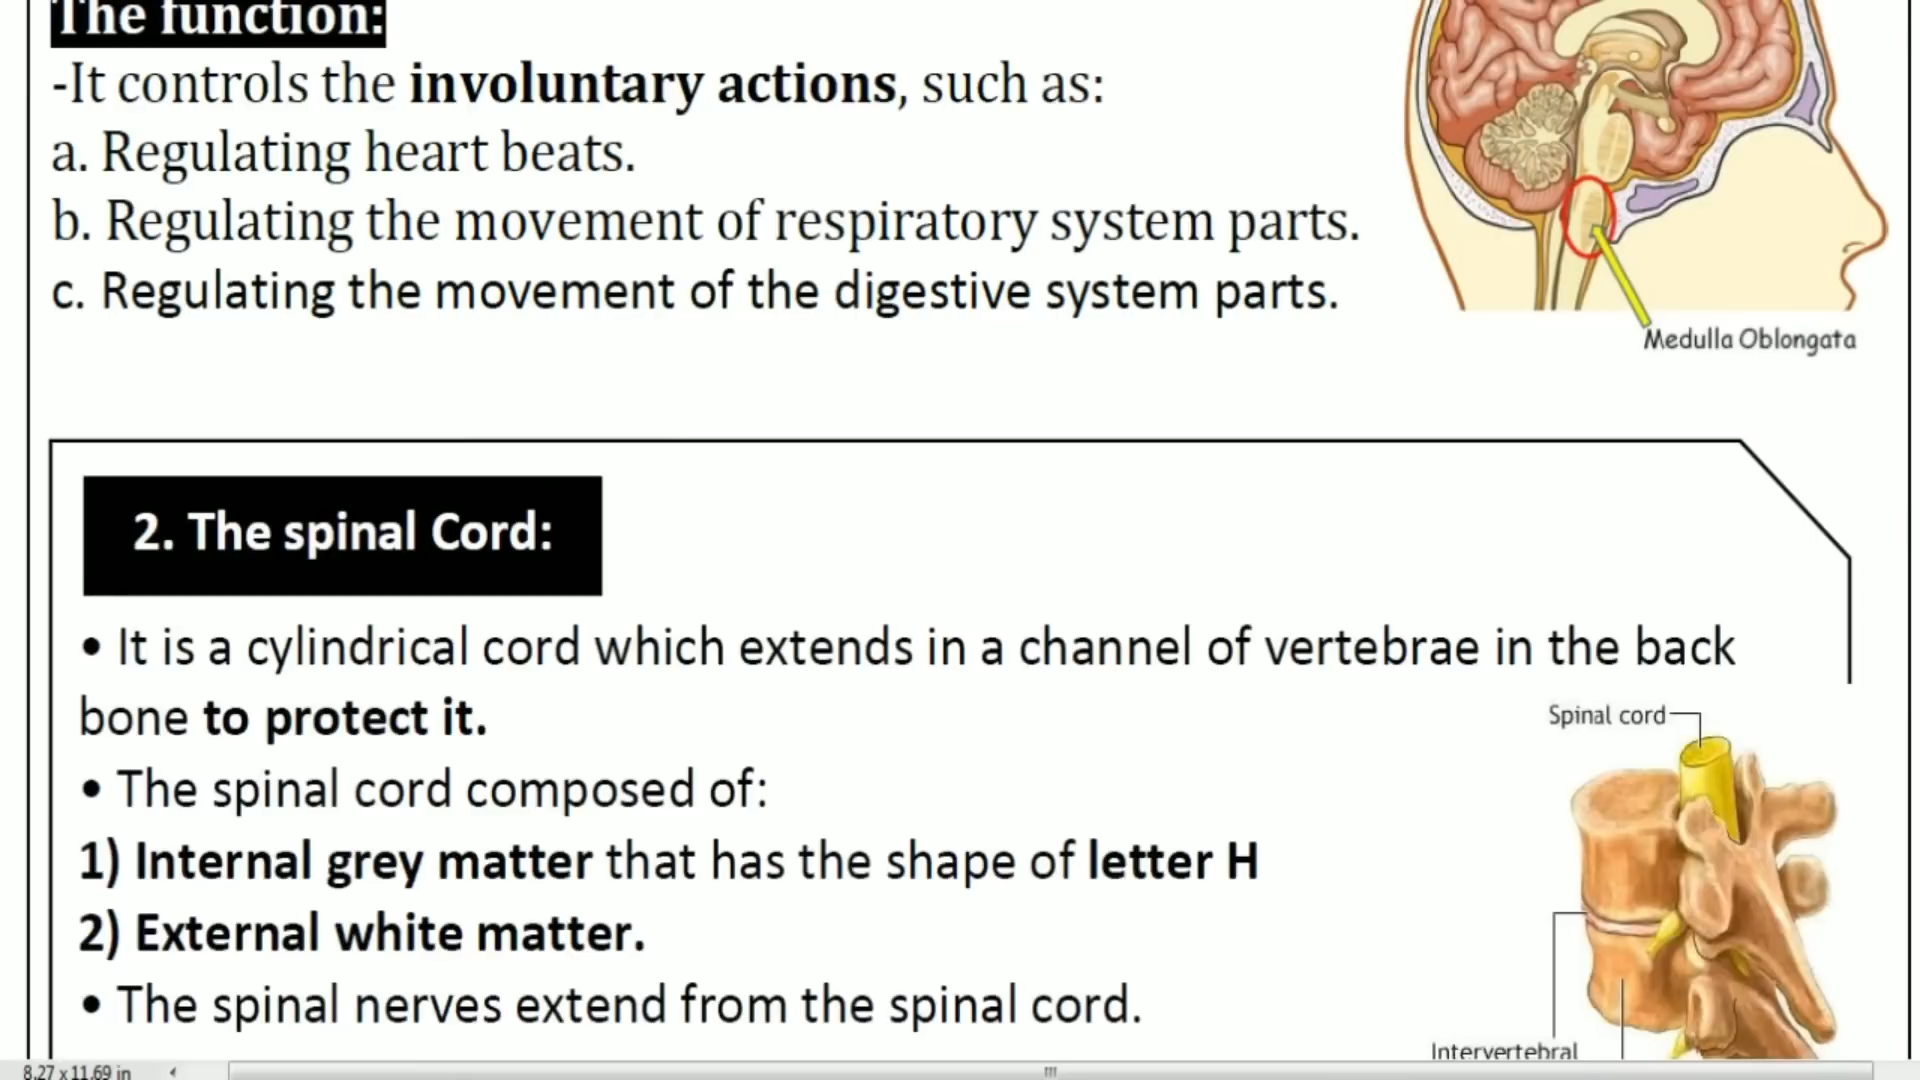 The function:
-It controls the involuntary actions, such as:
a. Regulating heart beats.
b. Regulating the movement of respiratory system parts.
c. Regulating the movement of the digestive system parts.
Medulla Oblongata
2. The spinal Cord:
• It is a cylindrical cord which extends in a channel of vertebrae in the back
bone to protect it.
Spinal cord
• The spinal cord composed of:
1) Internal grey matter that has the shape of letter H
2) External white matter.
• The spinal nerves extend from the spinal cord.
Intervertebral
8.27 x 11.69 in